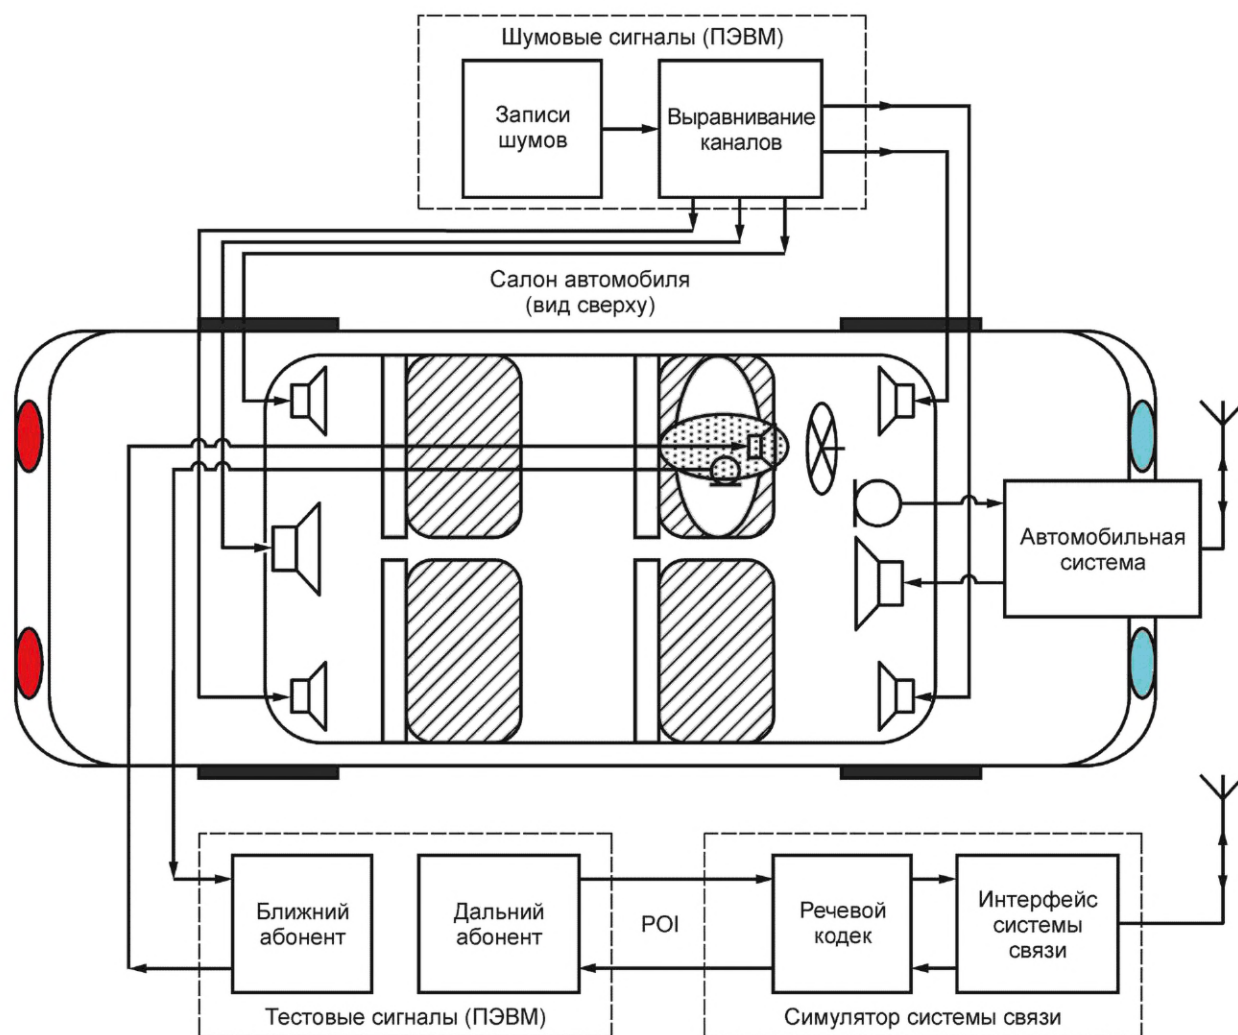 Шумовые сигналы (ПЭВМ)
Записи
шумов
Выравнивание
каналов
Салон автомобиля
(вид сверху)
Автомобильная
система
Ближний
абонент
Дальний
абонент
POI
Речевой
кодек
Интерфейс
системы
связи
Тестовые сигналы (ПЭВМ)
Симулятор системы связи